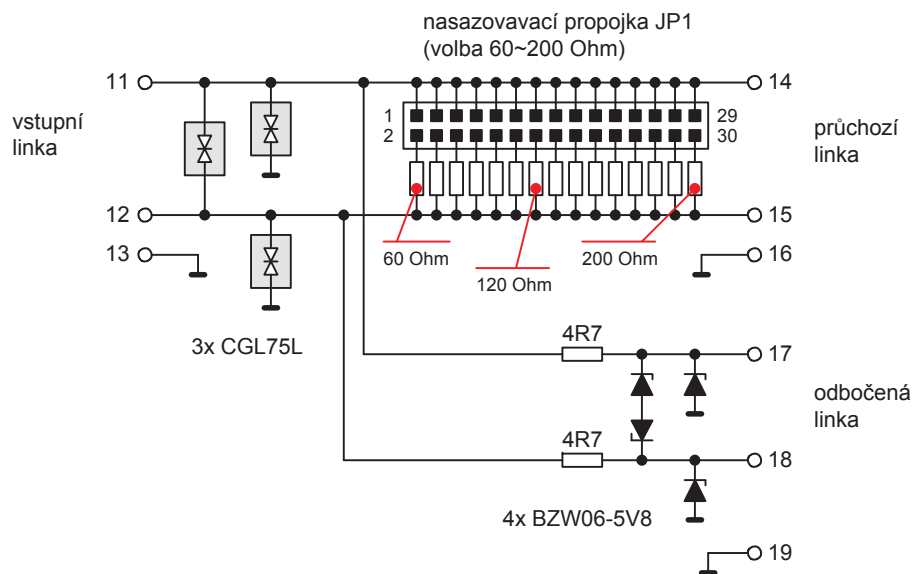 nasazovavací propojka JP1
(volba 60~200 Ohm)
11
14
vstupní
linka
1
29
2
30
průchozí
linka
12
15
13
16
60 Ohm
120 Ohm
200 Ohm
3x CGL75L
4R7
17
odbočená
linka
4R7
18
4x BZW06-5V8
19